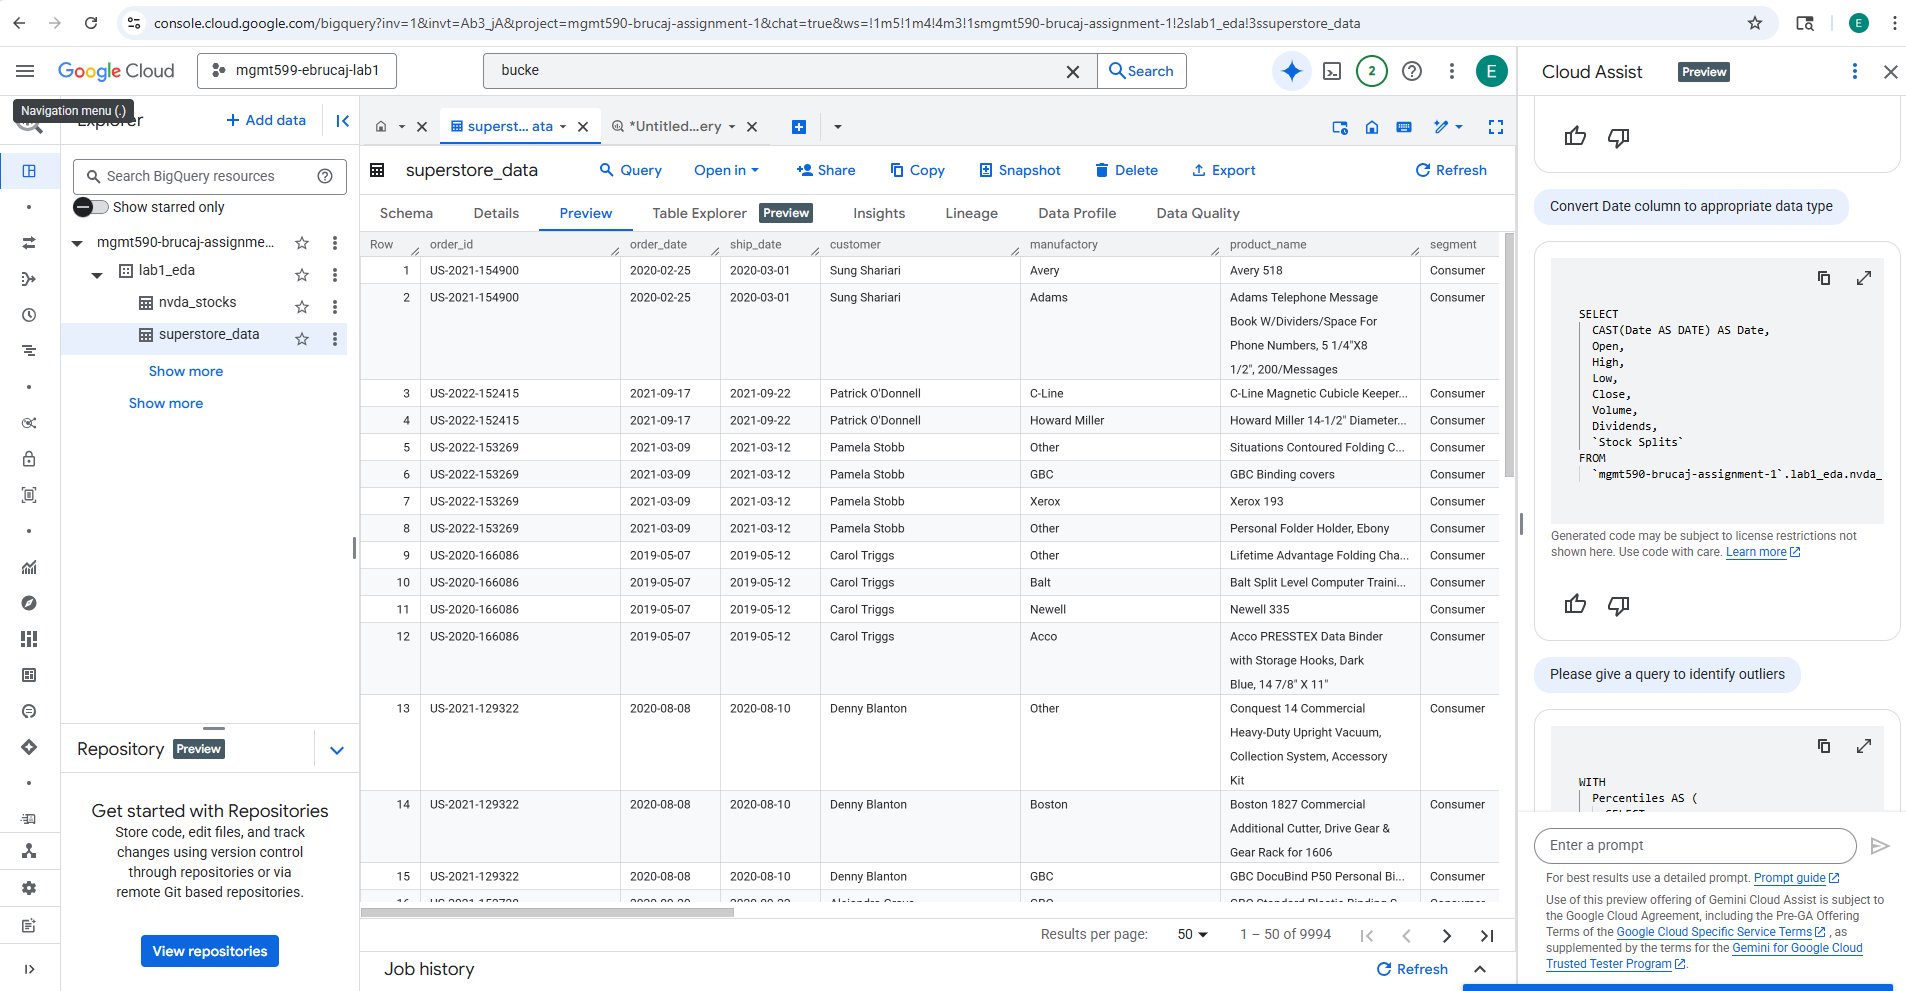 console.cloud.google.com/bigquery?inv=1&invt=Ab3_jA&project=mgmt590-brucaj-assignment-1&chat=true&ws=!1m5!1m4!4m3!1smgmt590-brucaj-assignment-1!2slab1_eda!3ssuperstore_data
E
Google Cloud
mgmt599-ebrucaj-lab1
bucke
Search
2
E
Navigation menu (.)
Explorer
Add data
Search BigQuery resources
Show starred only
mgmt590-brucaj-assignme...
lab1_eda
nvda_stocks
superstore_data
Show more
Show more
Repository Preview
Get started with Repositories
Store code, edit files, and track
changes using version control
through repositories or via
remote Git based repositories.
View repositories
superst... ata
*Untitled...ery
superstore_data
Query
Open in
Share
Copy
Snapshot
Delete
Export
Refresh
Schema Details Preview Table Explorer Preview Insights Lineage Data Profile Data Quality
Row order_id order_date ship_date customer manufactory product_name segment
1 US-2021-154900 2020-02-25 2020-03-01 Sung Shariari Avery Avery 518 Consumer
2 US-2021-154900 2020-02-25 2020-03-01 Sung Shariari Adams Adams Telephone Message Consumer
Book W/Dividers/Space For
Phone Numbers, 5 1/4"X8
1/2", 200/Messages
3 US-2022-152415 2021-09-17 2021-09-22 Patrick O'Donnell C-Line C-Line Magnetic Cubicle Keeper... Consumer
4 US-2022-152415 2021-09-17 2021-09-22 Patrick O'Donnell Howard Miller Howard Miller 14-1/2" Diameter... Consumer
5 US-2022-153269 2021-03-09 2021-03-12 Pamela Stobb Other Situations Contoured Folding C... Consumer
6 US-2022-153269 2021-03-09 2021-03-12 Pamela Stobb GBC GBC Binding covers Consumer
7 US-2022-153269 2021-03-09 2021-03-12 Pamela Stobb Xerox Xerox 193 Consumer
8 US-2022-153269 2021-03-09 2021-03-12 Pamela Stobb Other Personal Folder Holder, Ebony Consumer
9 US-2020-166086 2019-05-07 2019-05-12 Carol Triggs Other Lifetime Advantage Folding Cha... Consumer
10 US-2020-166086 2019-05-07 2019-05-12 Carol Triggs Balt Balt Split Level Computer Traini... Consumer
11 US-2020-166086 2019-05-07 2019-05-12 Carol Triggs Newell Newell 335 Consumer
12 US-2020-166086 2019-05-07 2019-05-12 Carol Triggs Acco Acco PRESSTEX Data Binder Consumer
with Storage Hooks, Dark
Blue, 14 7/8" X 11"
13 US-2021-129322 2020-08-08 2020-08-10 Denny Blanton Other Conquest 14 Commercial Consumer
Heavy-Duty Upright Vacuum,
Collection System, Accessory
Kit
14 US-2021-129322 2020-08-08 2020-08-10 Denny Blanton Boston Boston 1827 Commercial Consumer
Additional Cutter, Drive Gear &
Gear Rack for 1606
15 US-2021-129322 2020-08-08 2020-08-10 Denny Blanton GBC GBC DocuBind P50 Personal Bi... Consumer
Results per page: 50 1 – 50 of 9994
Job history
Refresh
Cloud Assist Preview
Convert Date column to appropriate data type
SELECT
CAST(Date AS DATE) AS Date,
Open,
High,
Low,
Close,
Volume,
Dividends,
`Stock Splits`
FROM
`mgmt590-brucaj-assignment-1`.lab1_eda.nvda_
Generated code may be subject to license restrictions not
shown here. Use code with care. Learn more
Please give a query to identify outliers
WITH
Percentiles AS (
Enter a prompt
For best results use a detailed prompt. Prompt guide
Use of this preview offering of Gemini Cloud Assist is subject to
the Google Cloud Agreement, including the Pre-GA Offering
Terms of the Google Cloud Specific Service Terms , as
supplemented by the terms for the Gemini for Google Cloud
Trusted Tester Program .